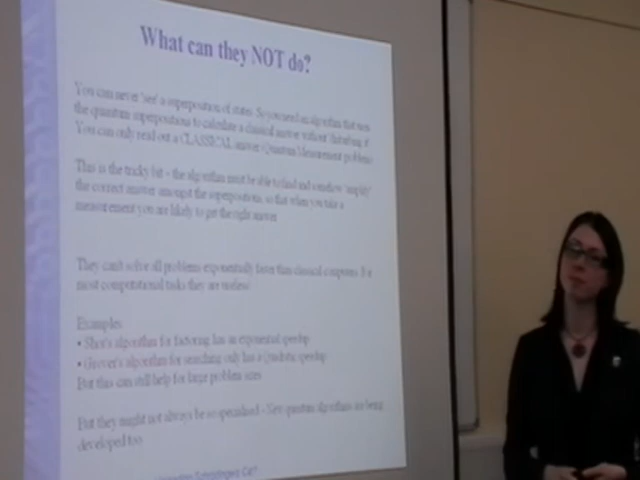 What can they NOT do?
You can never 'see' a superposition of states. So you need an algorithm that uses
the quantum superpositions to calculate a classical answer without 'disturbing' it
You can only read out a CLASSICAL answer - Quantum Measurement problem
This is the tricky bit – the algorithm must be able to find and somehow 'amplify'
the correct answer amongst the superpositions, so that when you take a
measurement you are likely to get the right answer
They can't solve all problems exponentially faster than classical computers. For
most computational tasks they are useless!
Examples:
• Shor's algorithm for factoring has an exponential speedup
• Grover's algorithm for searching only has a Quadratic speedup
But this can still help for large problem sizes
But they might not always be so specialised – New quantum algorithms are being
developed too